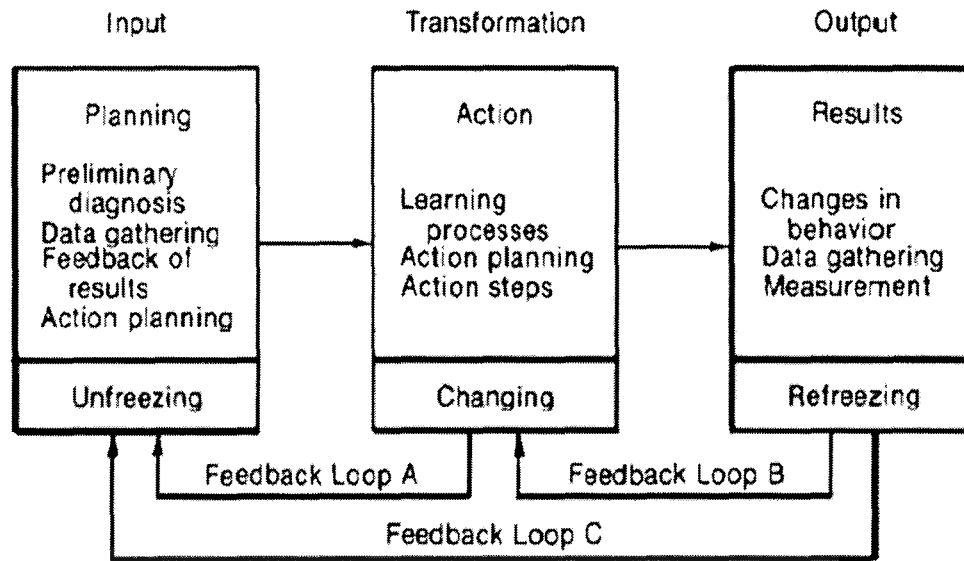 Input
Transformation
Output
Planning
Preliminary
diagnosis
Data gathering
Feedback of
results
Action planning
Unfreezing
Action
Learning
processes
Action planning
Action steps
Changing
Results
Changes in
behavior
Data gathering
Measurement
Refreezing
Feedback Loop A
Feedback Loop B
Feedback Loop C